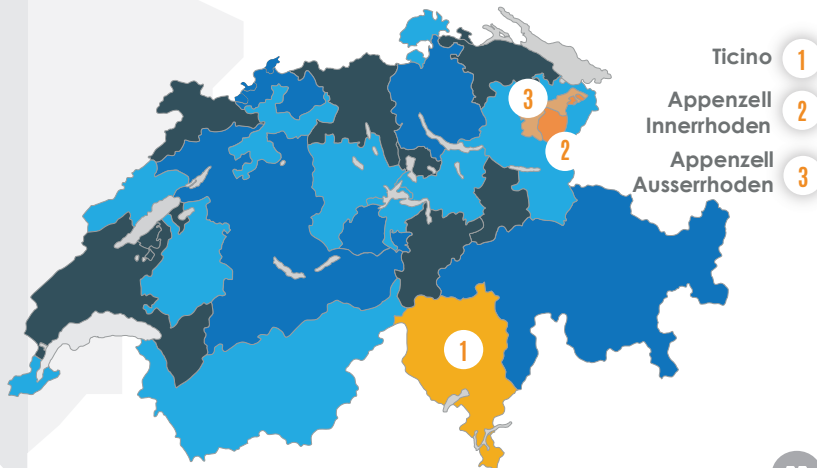 Ticino 1
Appenzell
Innerrhoden 2
Appenzell
Ausserrhoden 3
3
2
1